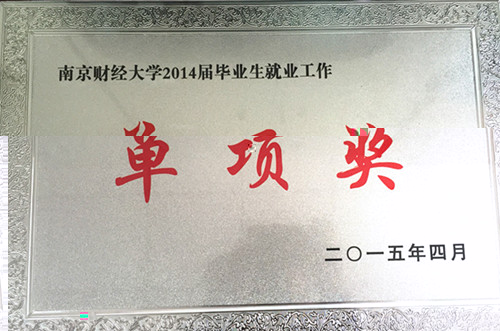 南京财经大学2014届毕业生就业工作
单项奖
二〇一五年四月